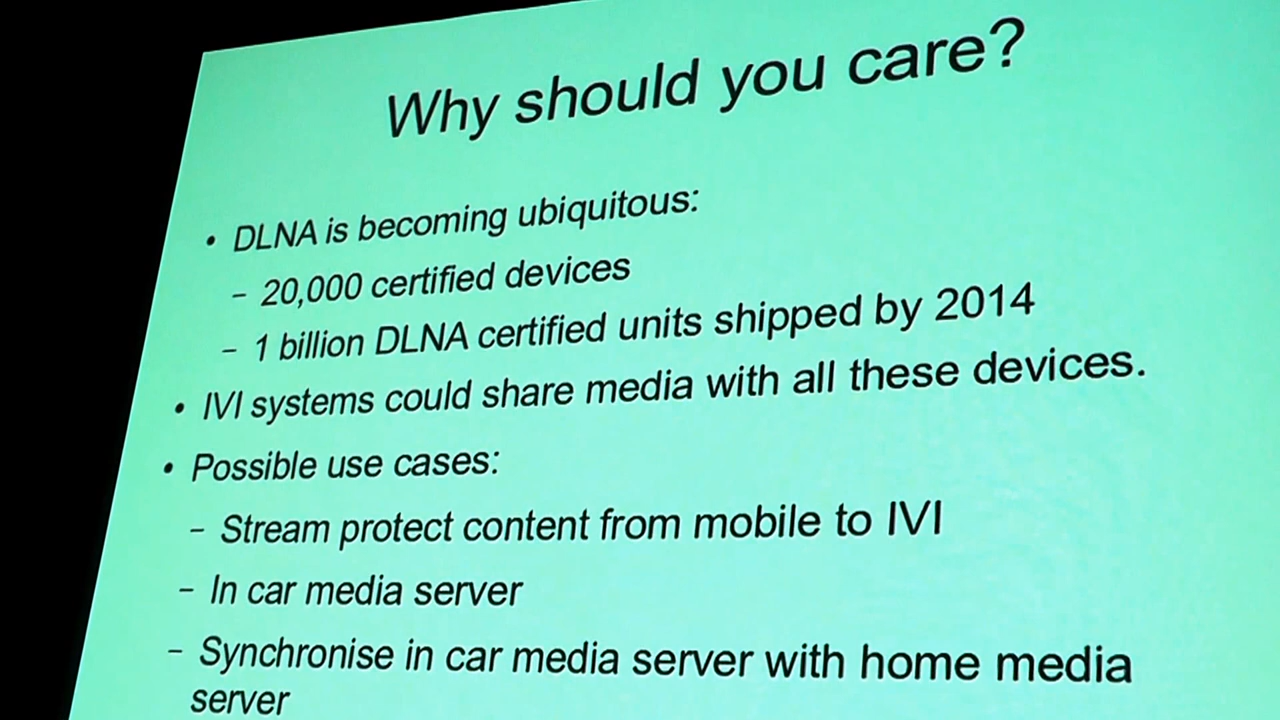 Why should you care?
• DLNA is becoming ubiquitous:
– 20,000 certified devices
– 1 billion DLNA certified units shipped by 2014
• IVI systems could share media with all these devices.
• Possible use cases:
– Stream protect content from mobile to IVI
– In car media server
– Synchronise in car media server with home media
server